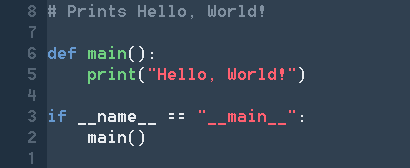 8 # Prints Hello, World!
7
6 def main():
5     print("Hello, World!")
4
3 if __name__ == "__main__":
2     main()
1